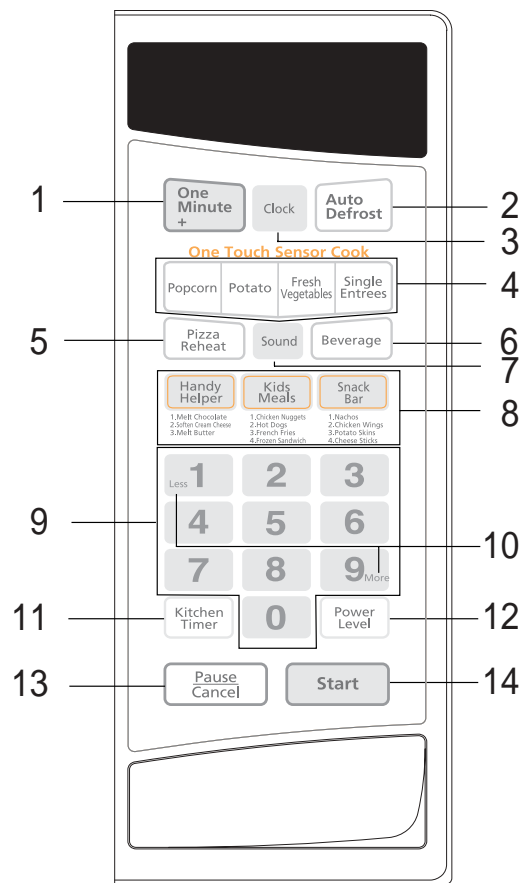 1
One
Minute
+
Clock
Auto
Defrost
2
3
One Touch Sensor Cook
Popcorn
Potato
Fresh
Vegetables
Single
Entrees
4
5
Pizza
Reheat
Sound
Beverage
6
7
Handy
Helper
Kids
Meals
Snack
Bar
8
1,Melt Chocolate
2.Soften Cream Cheese
3.Melt Butter
1,Chicken Nuggets
2.Hot Dogs
3.French Fries
4.Frozen Sandwich
1,Nachos
2.Chicken Wings
3.Potato Skins
4.Cheese Sticks
9
Less 1
2
3
4
5
6
10
7
8
9 More
11
Kitchen
Timer
0
Power
Level
12
13
Pause
Cancel
Start
14